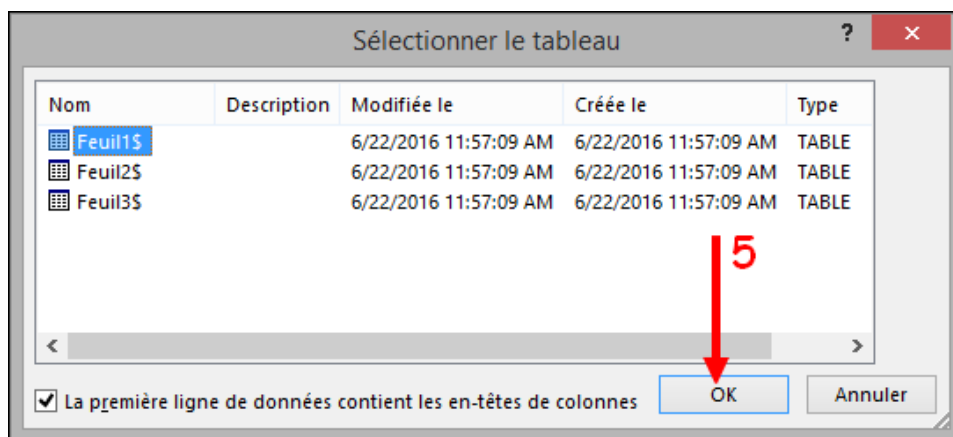 Sélectionner le tableau ? ×
Nom Description Modifiée le Créée le Type
Feuil1$ 6/22/2016 11:57:09 AM 6/22/2016 11:57:09 AM TABLE
Feuil2$ 6/22/2016 11:57:09 AM 6/22/2016 11:57:09 AM TABLE
Feuil3$ 6/22/2016 11:57:09 AM 6/22/2016 11:57:09 AM TABLE
5
La première ligne de données contient les en-têtes de colonnes OK Annuler